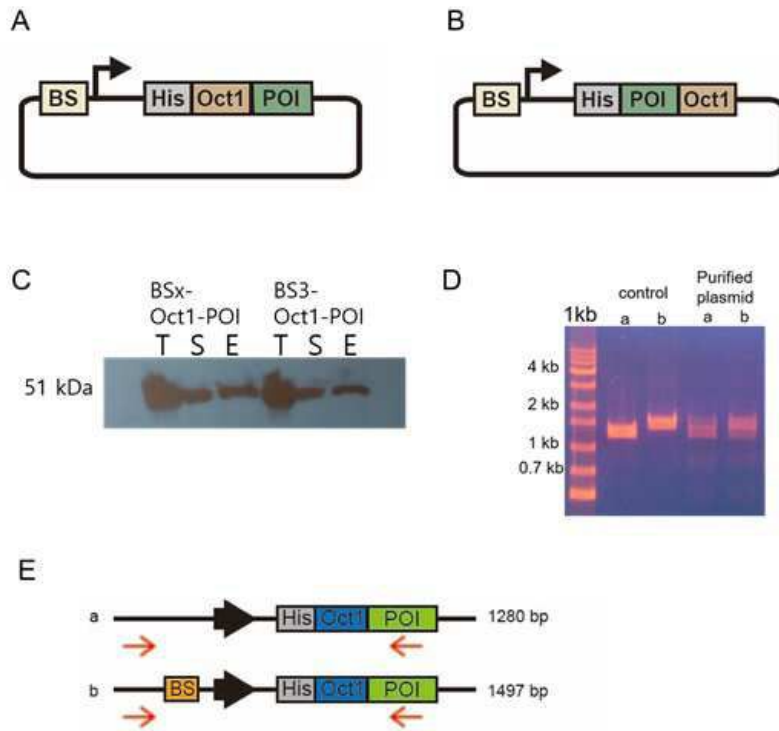 A
BS His Oct1 POI
B
BS His POI Oct1
C
BSx-
Oct1-POI
BS3-
Oct1-POI
T S E T S E
51 kDa
D
control
Purified
plasmid
1kb a b a b
4 kb
2 kb
1 kb
0.7 kb
E
a His Oct1 POI 1280 bp
b BS His Oct1 POI 1497 bp